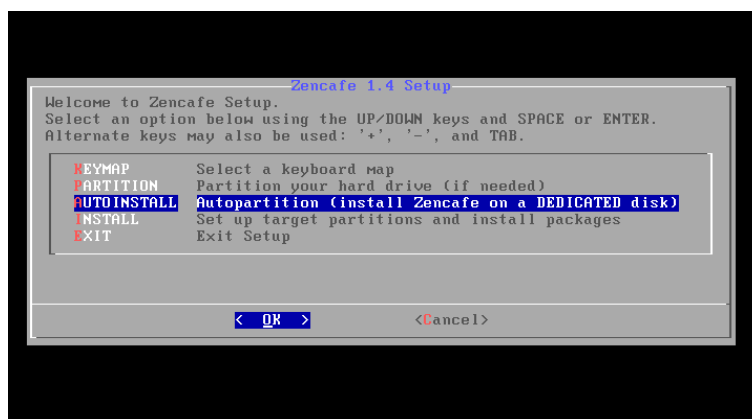 Zencafe 1.4 Setup
Welcome to Zencafe Setup.
Select an option below using the UP/DOWN keys and SPACE or ENTER.
Alternate keys may also be used: '+', '-', and TAB.
KEYMAP Select a keyboard map
PARTITION Partition your hard drive (if needed)
AUTOINSTALL Autopartition (install Zencafe on a DEDICATED disk)
INSTALL Set up target partitions and install packages
EXIT Exit Setup
< OK > <Cancel>